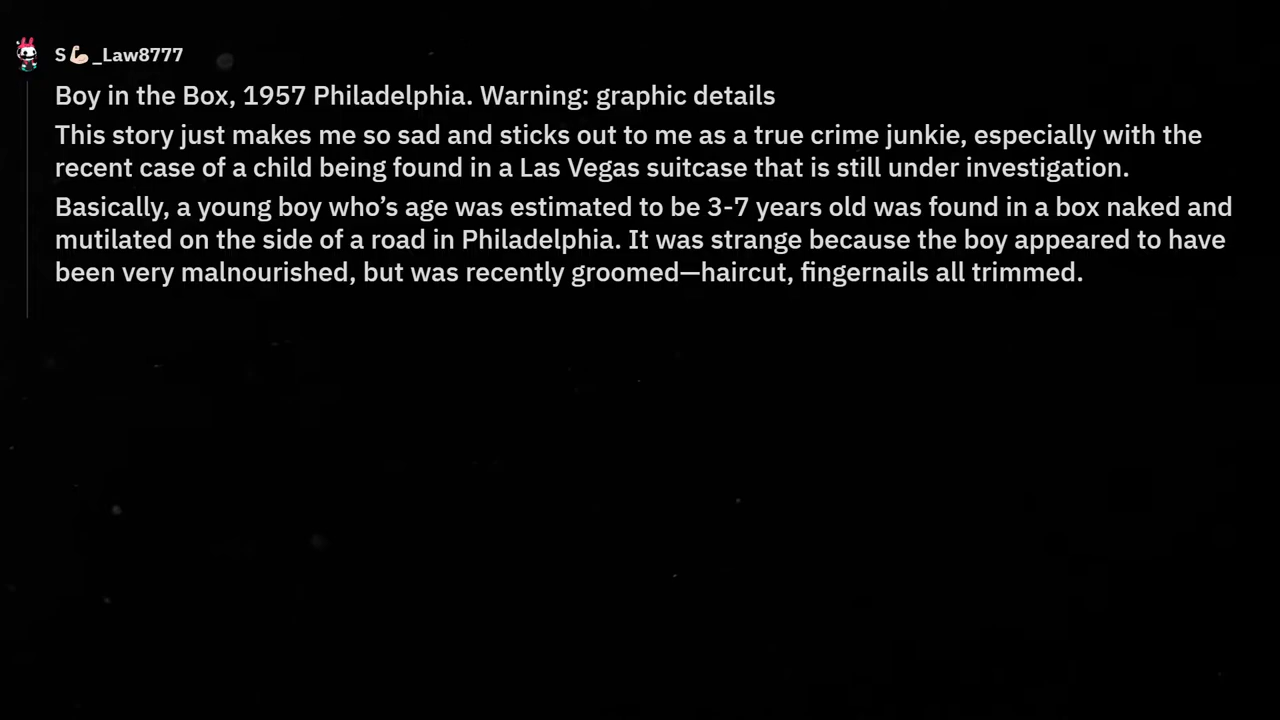 S💪🏻_Law8777
Boy in the Box, 1957 Philadelphia. Warning: graphic details
This story just makes me so sad and sticks out to me as a true crime junkie, especially with the
recent case of a child being found in a Las Vegas suitcase that is still under investigation.
Basically, a young boy who’s age was estimated to be 3-7 years old was found in a box naked and
mutilated on the side of a road in Philadelphia. It was strange because the boy appeared to have
been very malnourished, but was recently groomed—haircut, fingernails all trimmed.